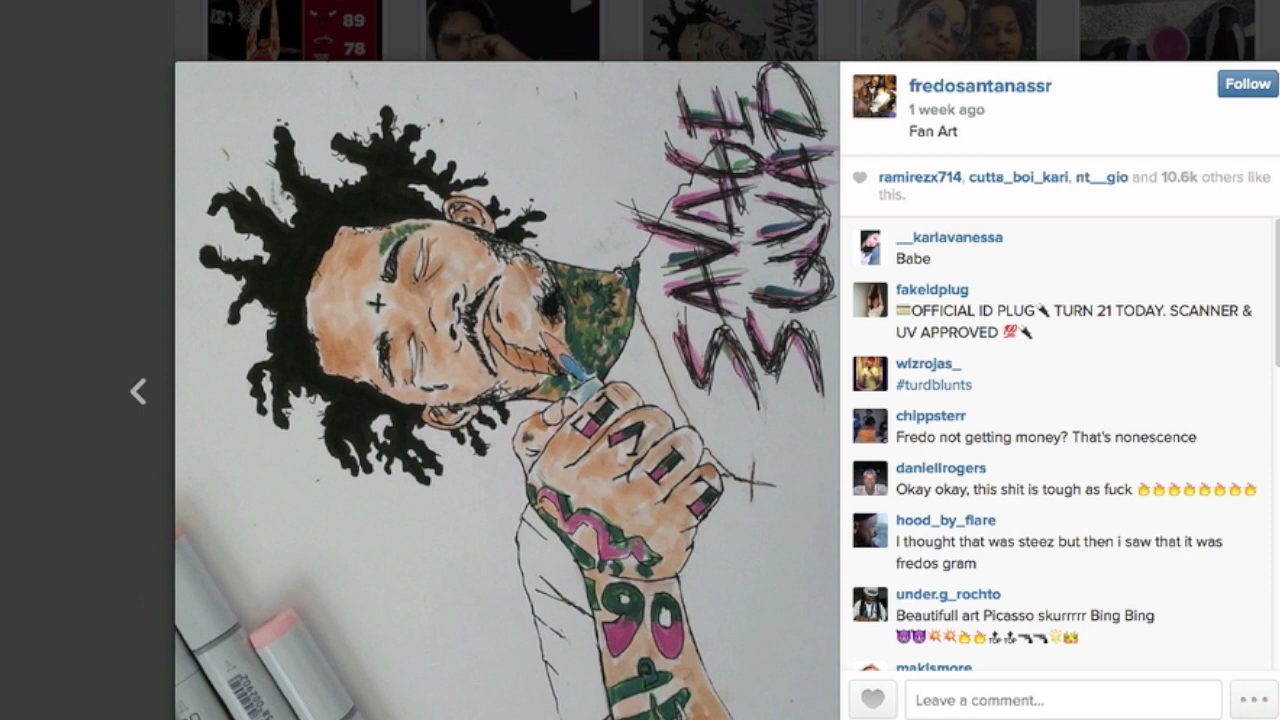 89
78
SAVAGE
SQUAD
fredosantanassr
Follow
1 week ago
Fan Art
ramirezx714, cutta_boi_kari, nt__gio and 10.6k others like
this.
__karlavanessa
Babe
fakeidplug
OFFICIAL ID PLUG🔌 TURN 21 TODAY. SCANNER &
UV APPROVED 💯🔌
wizrojas_
#turdblunts
chippsterr
Fredo not getting money? That's nonescence
daniellrogers
Okay okay, this shit is tough as fuck 🔥🔥🔥🔥🔥🔥🔥🔥
hood_by_flare
I thought that was steez but then i saw that it was
fredos gram
under.g_rochto
Beautifull art Picasso skurrrrr Bing Bing
makismore
Leave a comment...